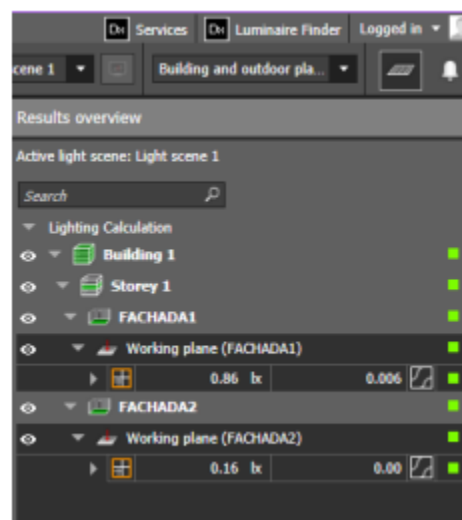 DH Services DH Luminaire Finder Logged in
cene 1 Building and outdoor pla...
Results overview
Active light scene: Light scene 1
Search
Lighting Calculation
Building 1
Storey 1
FACHADA1
Working plane (FACHADA1)
0.86 lx 0.006
FACHADA2
Working plane (FACHADA2)
0.16 lx 0.00